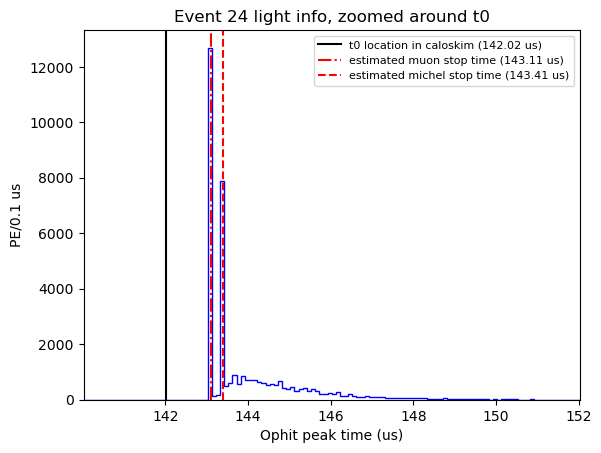 Event 24 light info, zoomed around t0
t0 location in caloskim (142.02 us)
estimated muon stop time (143.11 us)
estimated michel stop time (143.41 us)
PE/0.1 us
12000
10000
8000
6000
4000
2000
0
142 144 146 148 150 152
Ophit peak time (us)